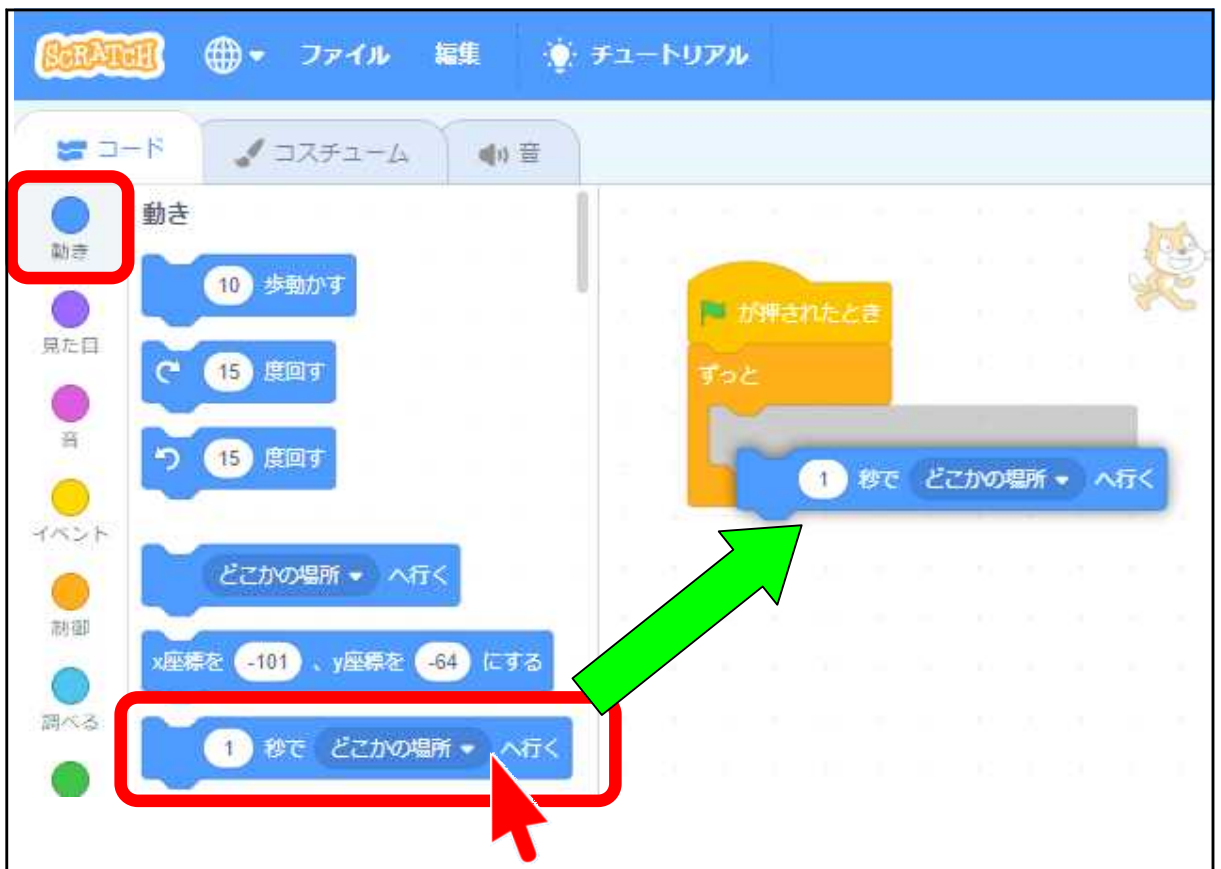 SCRATCH ファイル 編集 チュートリアル
コード コスチューム 音
動き
見た目
音
イベント
制御
調べる
動き
10 歩動かす
15 度回す
15 度回す
どこかの場所 へ行く
x座標を -101 、y座標を -64 にする
1 秒で どこかの場所 へ行く
が押されたとき
ずっと
1 秒で どこかの場所 へ行く